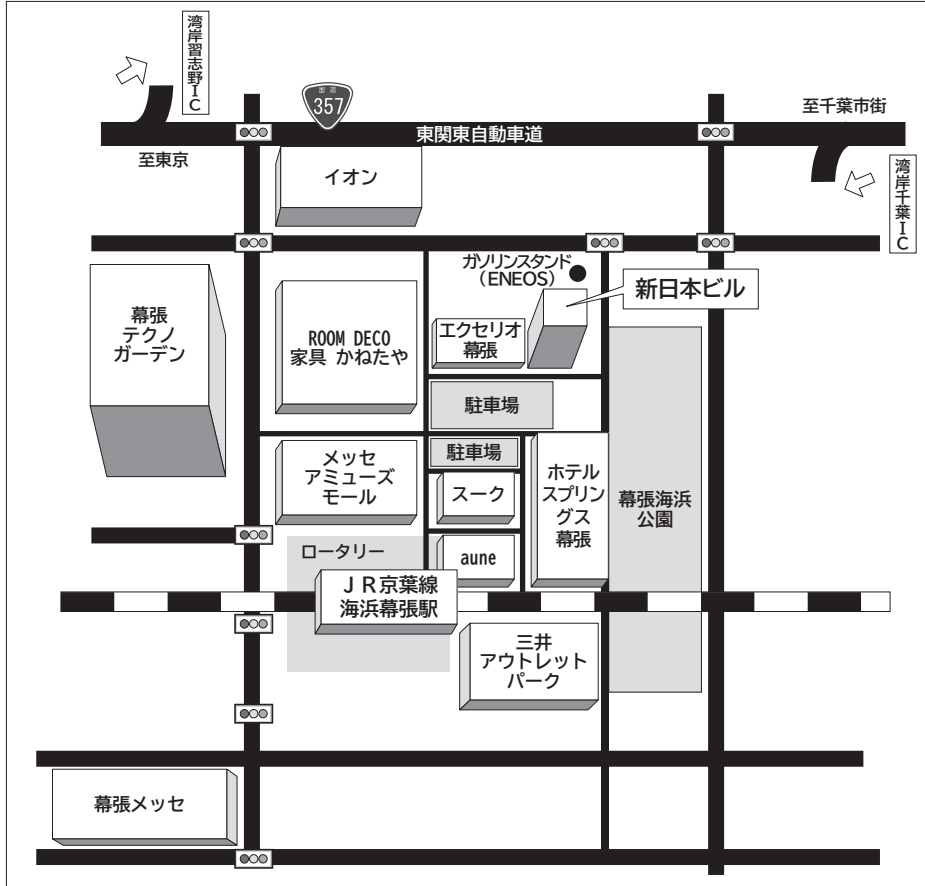 湾岸習志野IC
国道
357
至千葉市街
東関東自動車道
至東京
湾岸千葉IC
イオン
ガソリンスタンド
(ENEOS)
新日本ビル
幕張
テクノ
ガーデン
ROOM DECO
家具 かねたや
エクセリオ
幕張
駐車場
メッセ
アミューズ
モール
駐車場
スーク
ホテル
スプリン
グス
幕張
幕張海浜
公園
ロータリー
aune
ＪＲ京葉線
海浜幕張駅
三井
アウトレット
パーク
幕張メッセ